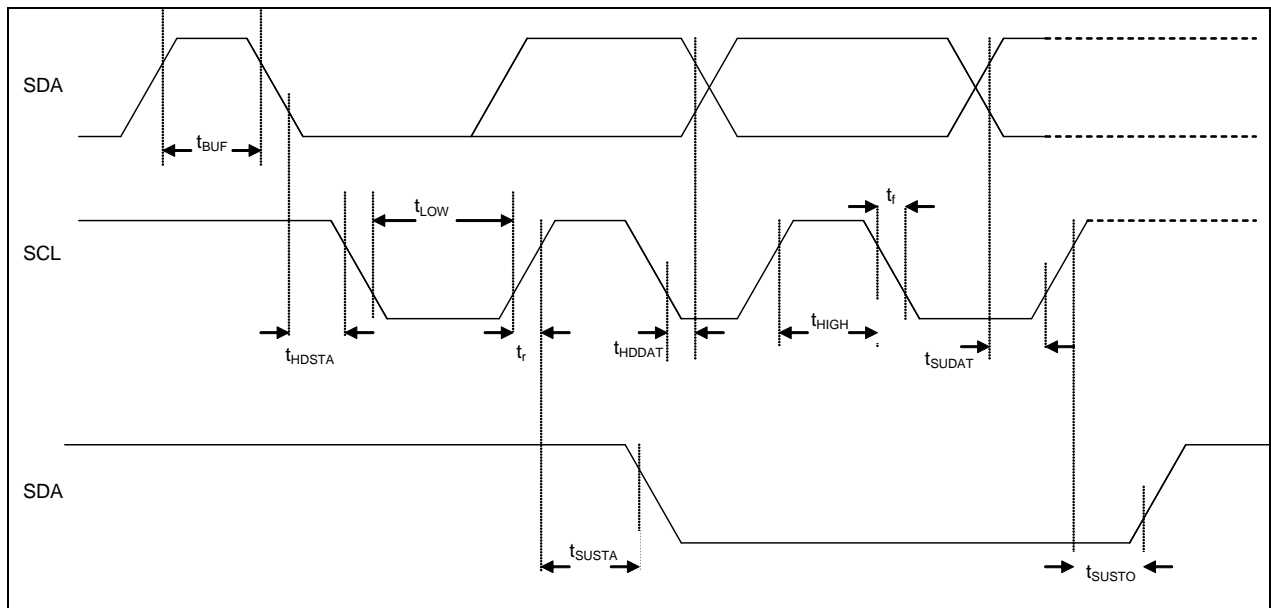 SDA
tBUF
tLOW
tf
SCL
tHDSTA
tr
tHDDAT
tHIGH
tSUDAT
SDA
tSUSTA
tSUSTO